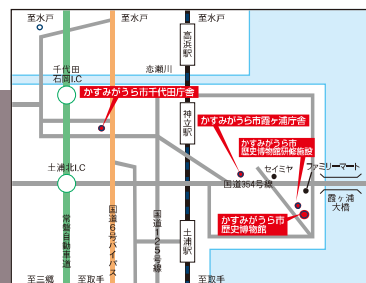 至水戸
至水戸
至水戸
高浜駅
恋瀬川
千代田
石岡I.C
かすみがうら市千代田庁舎
神立駅
かすみがうら市霞ヶ浦庁舎
かすみがうら市
歴史博物館研修施設
ファミリーマート
セイミヤ
土浦北I.C
国道354号線
霞ヶ浦
大橋
かすみがうら市
歴史博物館
常磐自動車道
国道6号バイパス
国道125号線
土浦駅
至三郷
至取手
至取手